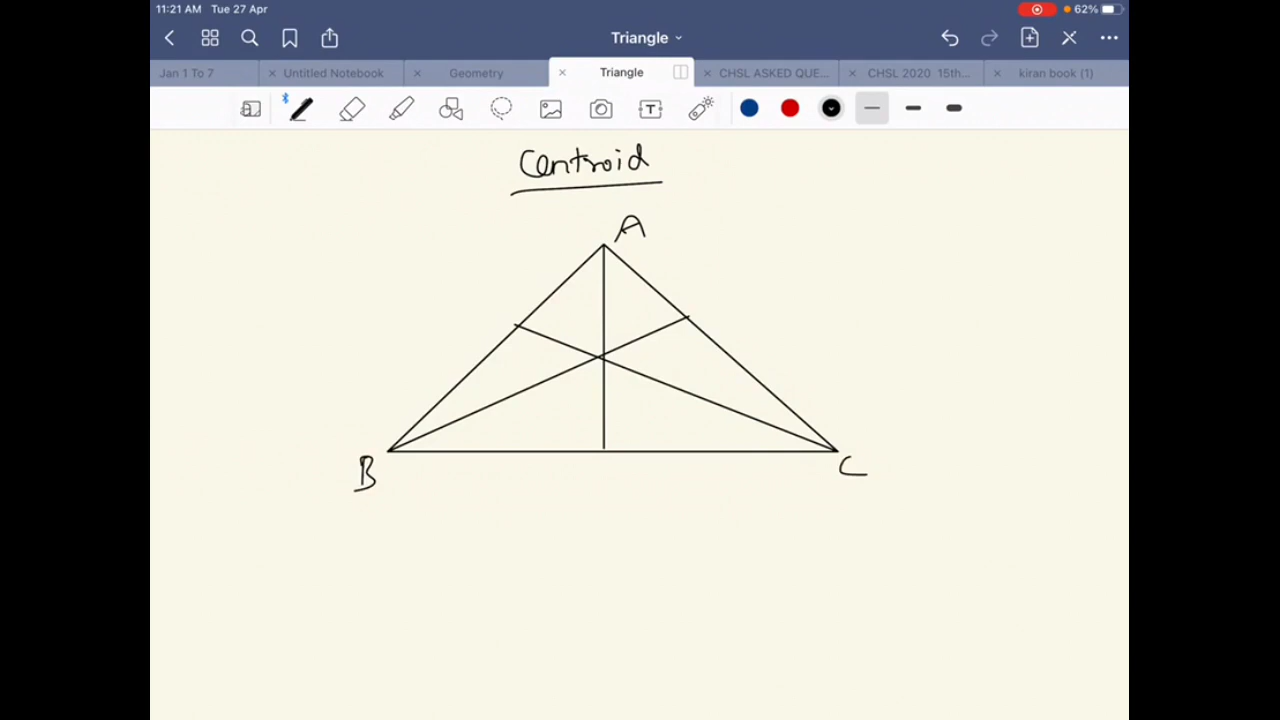 11:21 AM Tue 27 Apr
62%
Triangle
Jan 1 To 7
Untitled Notebook
Geometry
Triangle
CHSL ASKED QUE...
CHSL 2020 15th...
kiran book (1)
T
Centroid
A
B
C